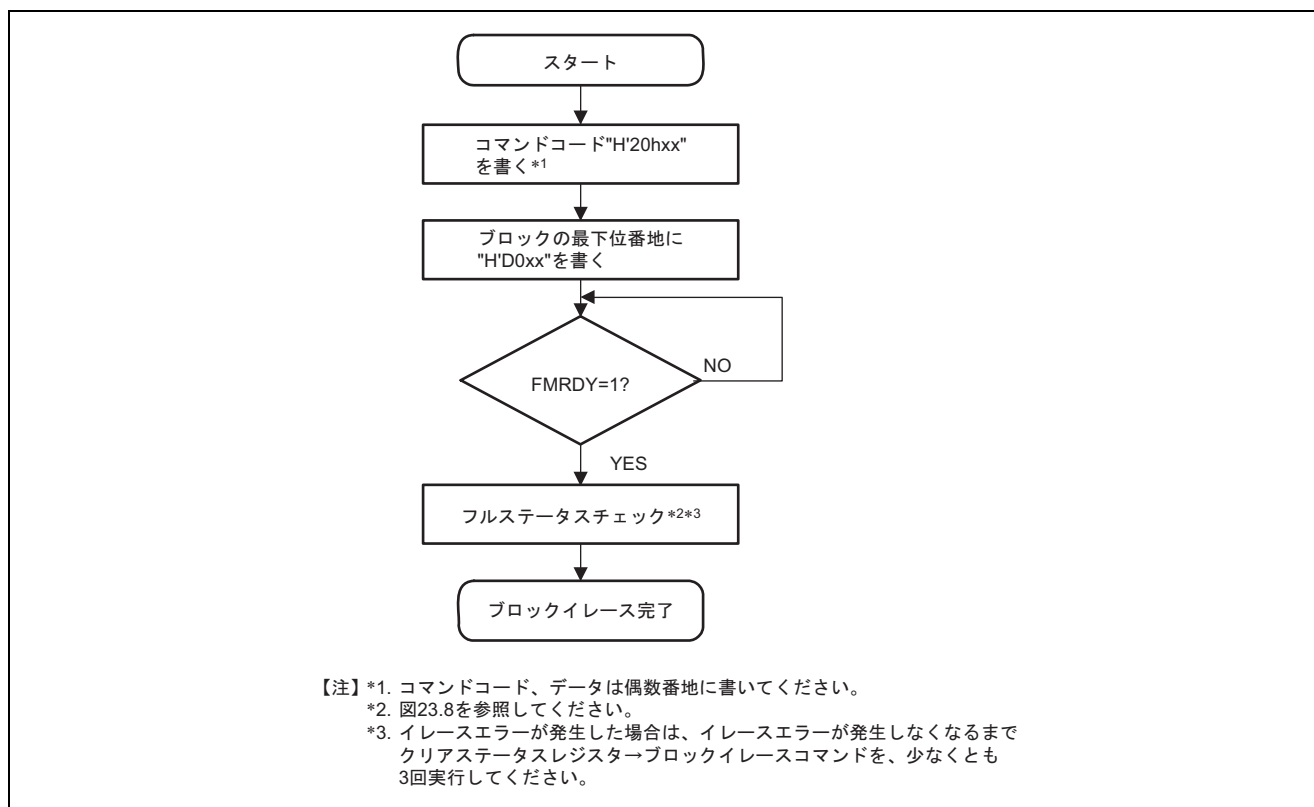 スタート
コマンドコード"H'20hxx"
を書く*1
ブロックの最下位番地に
"H'D0xx"を書く
FMRDY=1?
NO
YES
フルステータスチェック*2*3
ブロックイレース完了
【注】*1. コマンドコード、データは偶数番地に書いてください。
*2. 図23.8を参照してください。
*3. イレースエラーが発生した場合は、イレースエラーが発生しなくなるまで
クリアステータスレジスタ→ブロックイレースコマンドを、少なくとも
3回実行してください。